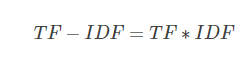 TF − IDF = TF * IDF